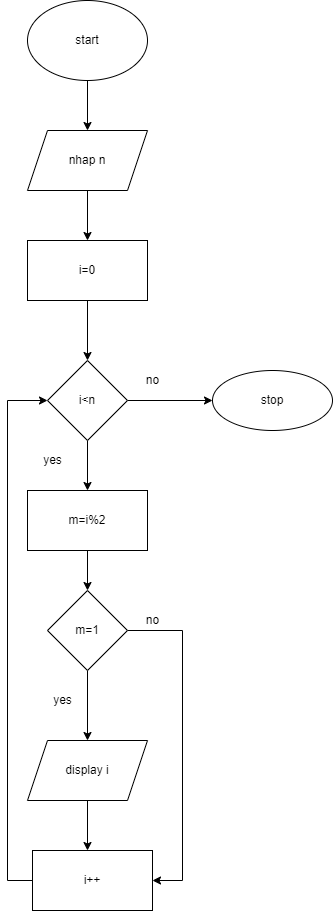 start
nhap n
i=0
i<n
no
stop
yes
m=i%2
m=1
no
yes
display i
i++